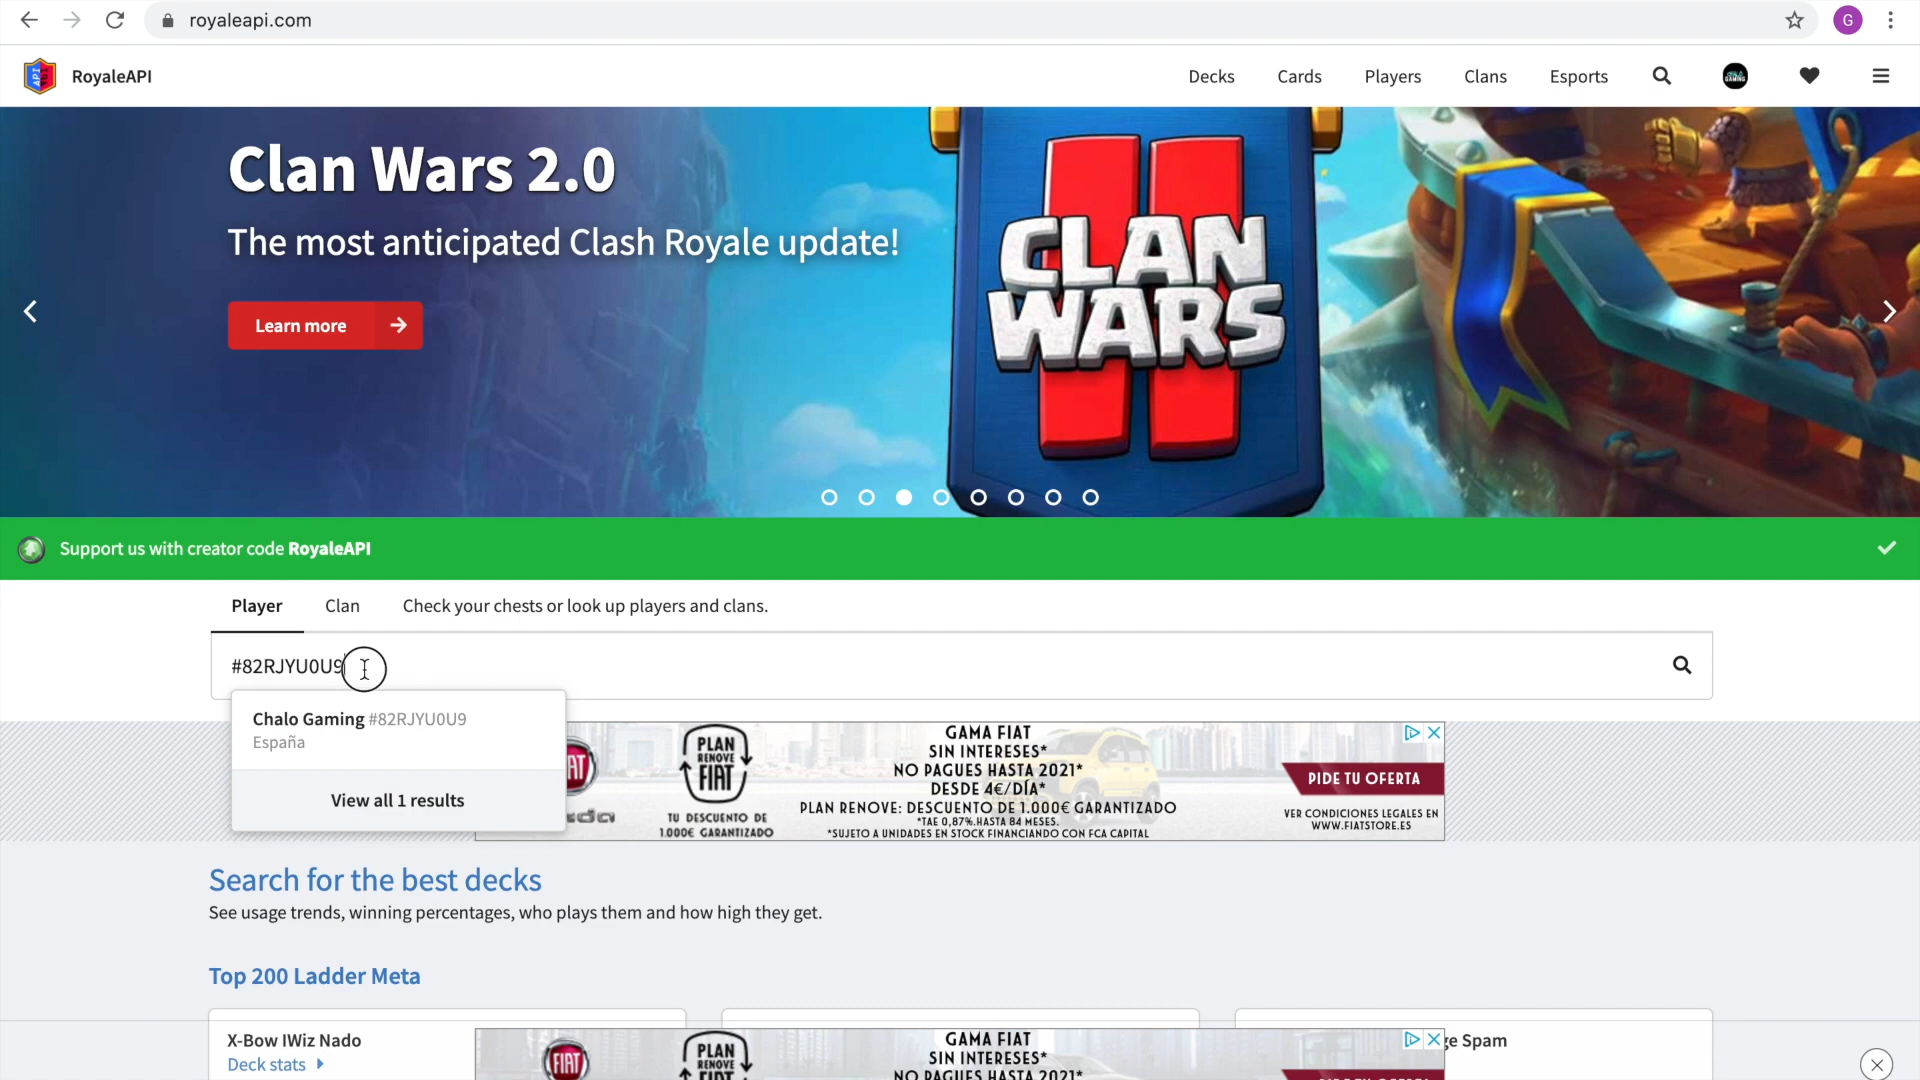 royaleapi.com
G
RoyaleAPI
Decks
Cards
Players
Clans
Esports
Clan Wars 2.0
The most anticipated Clash Royale update!
Learn more
CLAN
WARS
Support us with creator code RoyaleAPI
Player
Clan
Check your chests or look up players and clans.
#82RJYU0U9
Chalo Gaming #82RJYU0U9
España
View all 1 results
PLAN
RENOVE
FIAT
TU DESCUENTO DE
1.000€ GARANTIZADO
GAMA FIAT
SIN INTERESES*
NO PAGUES HASTA 2021*
DESDE 4€/DÍA*
PLAN RENOVE: DESCUENTO DE 1.000€ GARANTIZADO
*TAE 0,87%.HASTA 84 MESES.
*SUJETO A UNIDADES EN STOCK FINANCIANDO CON FCA CAPITAL
PIDE TU OFERTA
VER CONDICIONES LEGALES EN
WWW.FIATSTORE.ES
Search for the best decks
See usage trends, winning percentages, who plays them and how high they get.
Top 200 Ladder Meta
X-Bow IWiz Nado
Deck stats
FIAT
PLAN
RENOVE
GAMA FIAT
SIN INTERESES*
NO PAGUES HASTA 2021*
Spam